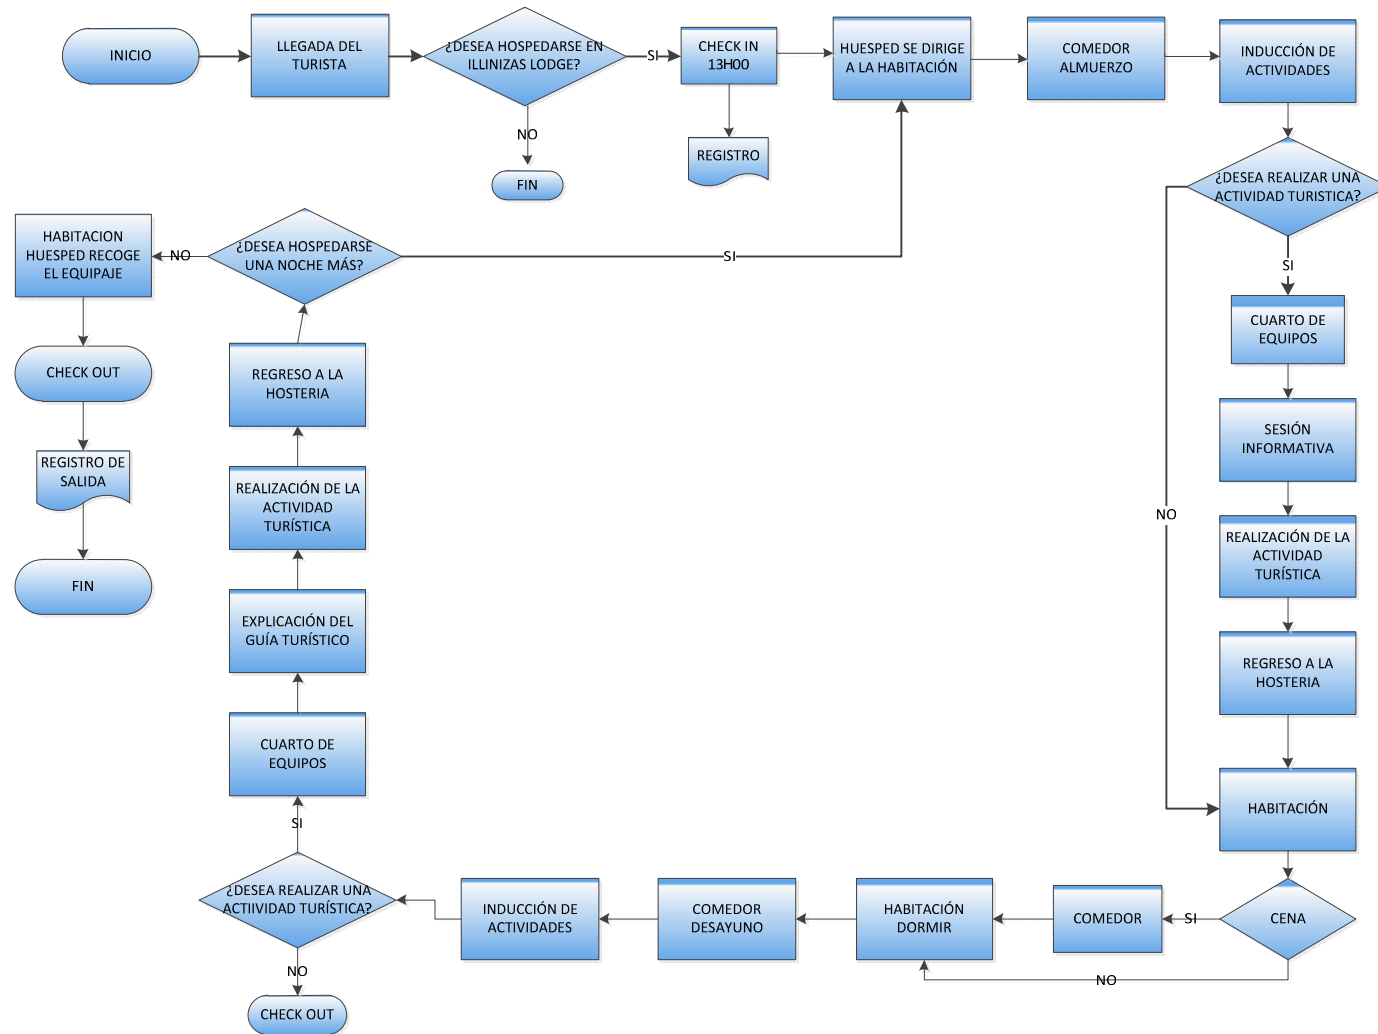 INICIO
LLEGADA DEL
TURISTA
¿DESEA HOSPEDARSE EN
ILLINIZAS LODGE?
SI
NO
FIN
CHECK IN
13H00
REGISTRO
HUESPED SE DIRIGE
A LA HABITACIÓN
COMEDOR
ALMUERZO
INDUCCIÓN DE
ACTIVIDADES
¿DESEA REALIZAR UNA
ACTIVIDAD TURISTICA?
SI
NO
CUARTO DE
EQUIPOS
SESIÓN
INFORMATIVA
REALIZACIÓN DE LA
ACTIVIDAD
TURÍSTICA
REGRESO A LA
HOSTERIA
HABITACIÓN
CENA
SI
NO
COMEDOR
HABITACIÓN
DORMIR
COMEDOR
DESAYUNO
INDUCCIÓN DE
ACTIVIDADES
¿DESEA REALIZAR UNA
ACTIIVIDAD TURÍSTICA?
NO
CHECK OUT
SI
CUARTO DE
EQUIPOS
EXPLICACIÓN DEL
GUÍA TURÍSTICO
REALIZACIÓN DE LA
ACTIVIDAD
TURÍSTICA
REGRESO A LA
HOSTERIA
¿DESEA HOSPEDARSE
UNA NOCHE MÁS?
SI
NO
HABITACION
HUESPED RECOGE
EL EQUIPAJE
CHECK OUT
REGISTRO DE
SALIDA
FIN